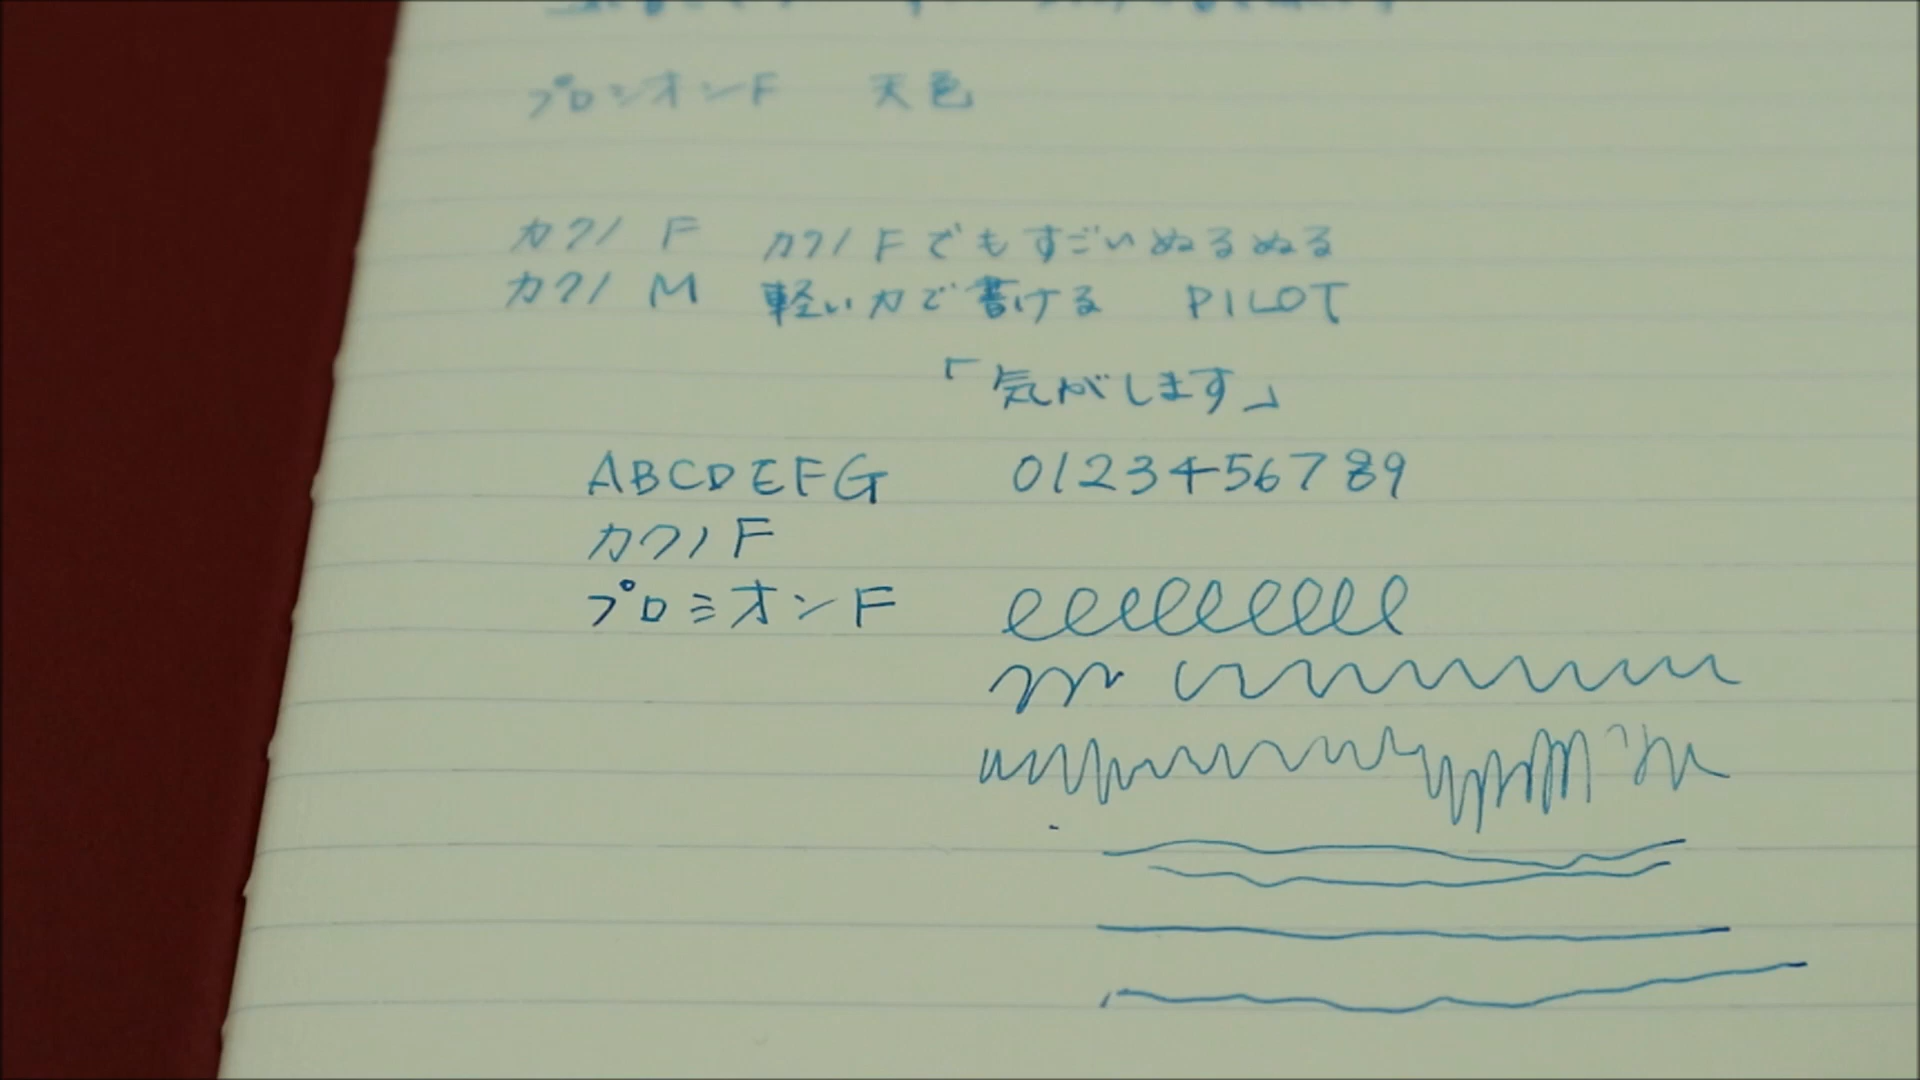 プロシオンF 天色
カクノ F カクノFでもすごいぬるぬる
カクノ M 軽い力で書ける PILOT
「気がします」
ABCDEFG 0123456789
カクノF
プロシオンF